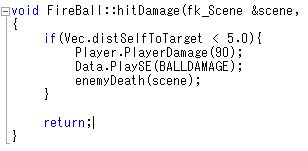 void FireBall::hitDamage(fk_Scene &scene,
{
if(Vec.distSelfToTarget < 5.0){
Player.PlayerDamage(90);
Data.PlaySE(BALLDAMAGE);
enemyDeath(scene);
}
return;
}